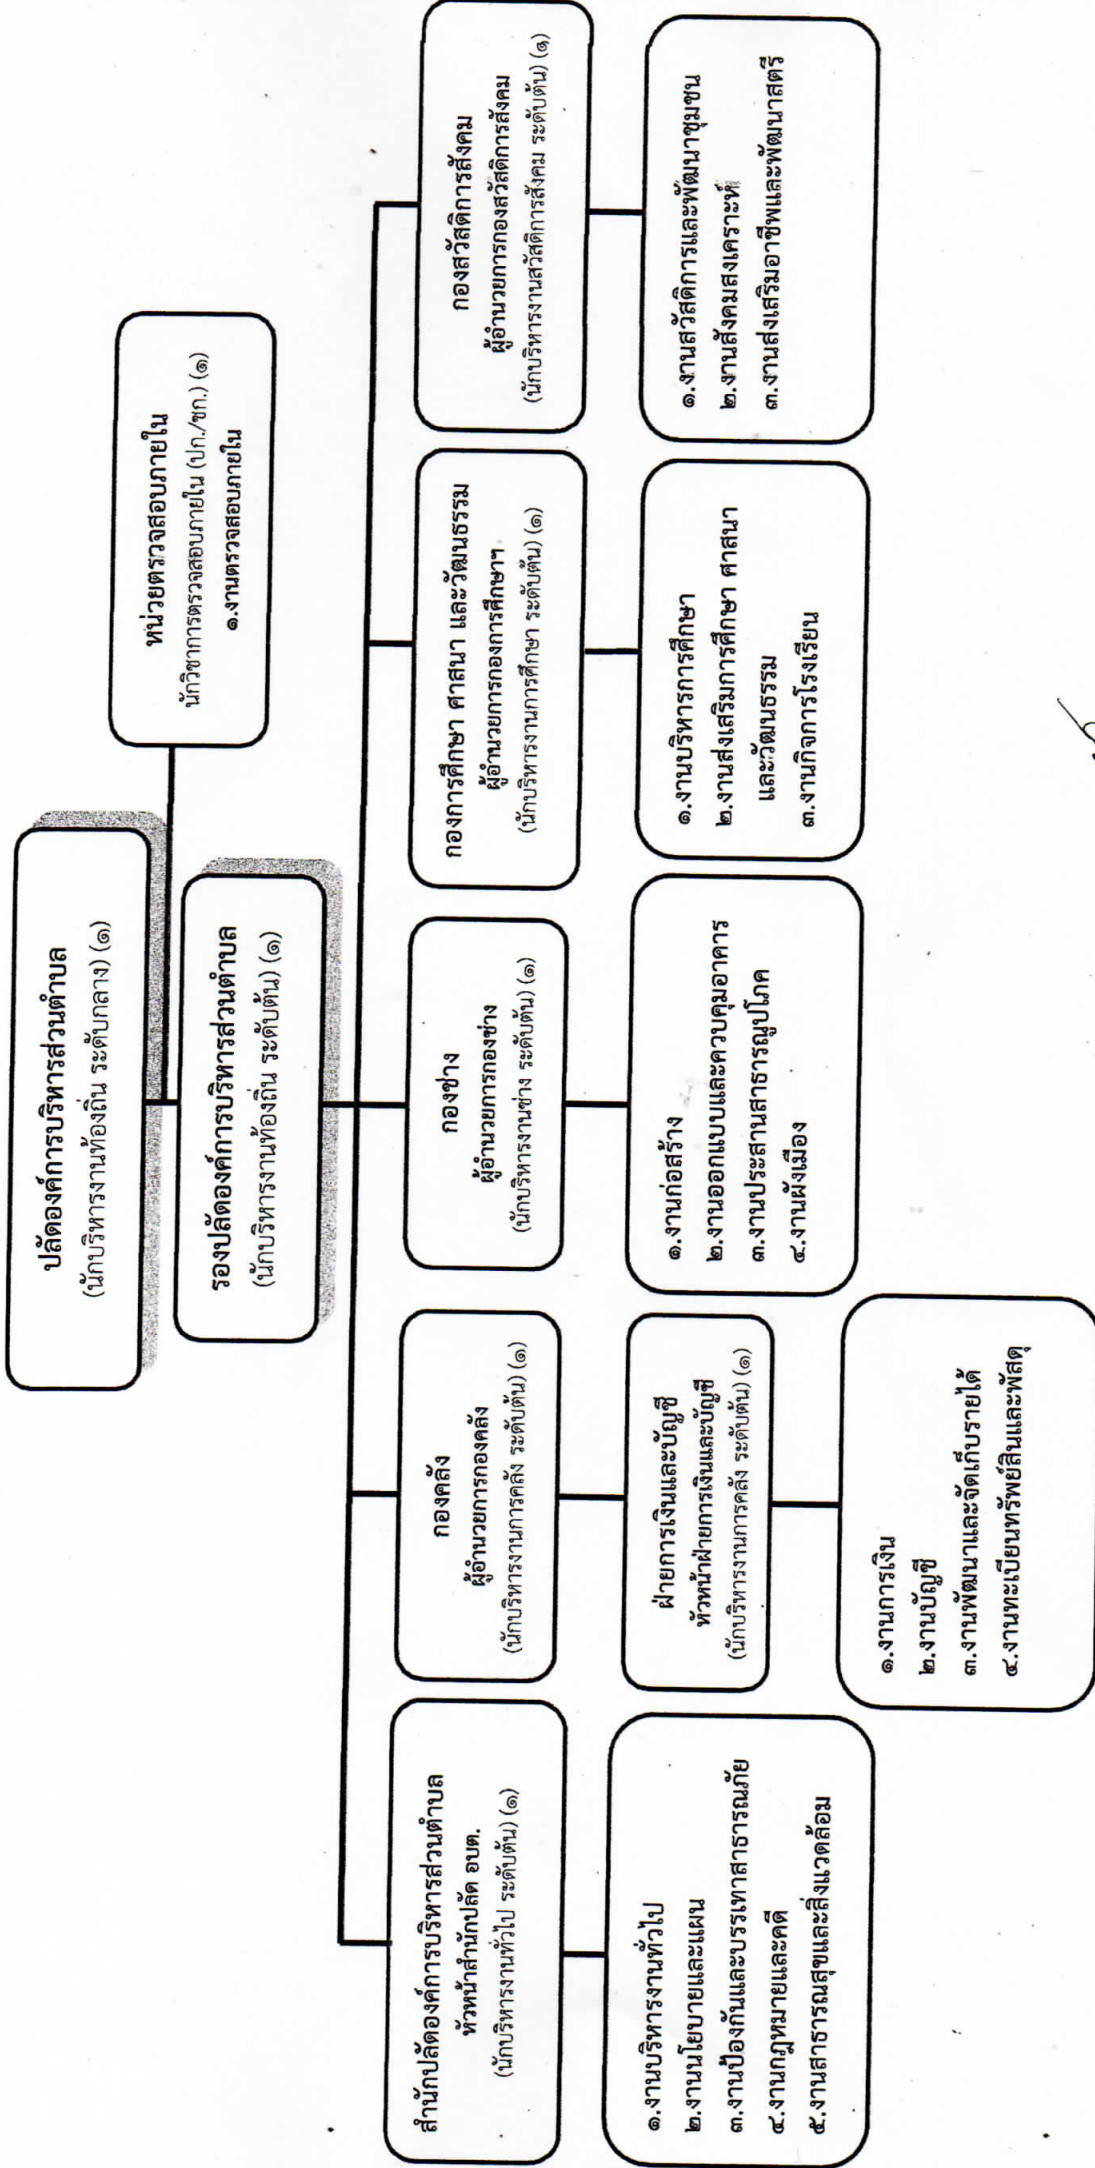 ปลัดองค์การบริหารส่วนตำบล
(นักบริหารงานท้องถิ่น ระดับกลาง) (๑)
หน่วยตรวจสอบภายใน
นักวิชาการตรวจสอบภายใน (ปก./ชก.) (๑)
๑.งานตรวจสอบภายใน
รองปลัดองค์การบริหารส่วนตำบล
(นักบริหารงานท้องถิ่น ระดับต้น) (๑)
สำนักปลัดองค์การบริหารส่วนตำบล
หัวหน้าสำนักปลัด อบต.
(นักบริหารงานทั่วไป ระดับต้น) (๑)
กองคลัง
ผู้อำนวยการกองคลัง
(นักบริหารงานการคลัง ระดับต้น) (๑)
กองช่าง
ผู้อำนวยการกองช่าง
(นักบริหารงานช่าง ระดับต้น) (๑)
กองการศึกษา ศาสนา และวัฒนธรรม
ผู้อำนวยการกองการศึกษาฯ
(นักบริหารงานการศึกษา ระดับต้น) (๑)
กองสวัสดิการสังคม
ผู้อำนวยการกองสวัสดิการสังคม
(นักบริหารงานสวัสดิการสังคม ระดับต้น) (๑)
๑.งานบริหารงานทั่วไป
๒.งานนโยบายและแผน
๓.งานป้องกันและบรรเทาสาธารณภัย
๔.งานกฎหมายและคดี
๕.งานสาธารณสุขและสิ่งแวดล้อม
ฝ่ายการเงินและบัญชี
หัวหน้าฝ่ายการเงินและบัญชี
(นักบริหารงานการคลัง ระดับต้น) (๑)
๑.งานก่อสร้าง
๒.งานออกแบบและควบคุมอาคาร
๓.งานประสานสาธารณูปโภค
๔.งานผังเมือง
๑.งานบริหารการศึกษา
๒.งานส่งเสริมการศึกษา ศาสนา
และวัฒนธรรม
๓.งานกิจการโรงเรียน
๑.งานสวัสดิการและพัฒนาชุมชน
๒.งานสังคมสงเคราะห์
๓.งานส่งเสริมอาชีพและพัฒนาสตรี
๑.งานการเงิน
๒.งานบัญชี
๓.งานพัฒนาและจัดเก็บรายได้
๔.งานทะเบียนทรัพย์สินและพัสดุ